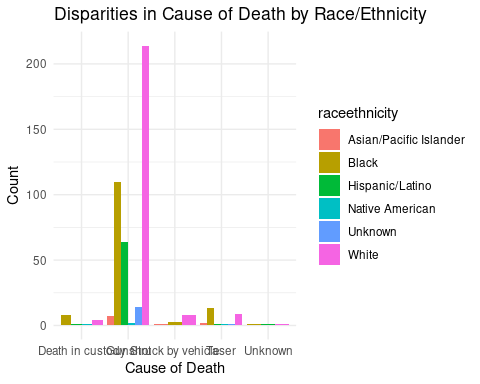 Disparities in Cause of Death by Race/Ethnicity
200
150
100
50
0
Count
Death in custody Gunshot Struck by vehicle Taser Unknown
Cause of Death
raceethnicity
Asian/Pacific Islander
Black
Hispanic/Latino
Native American
Unknown
White